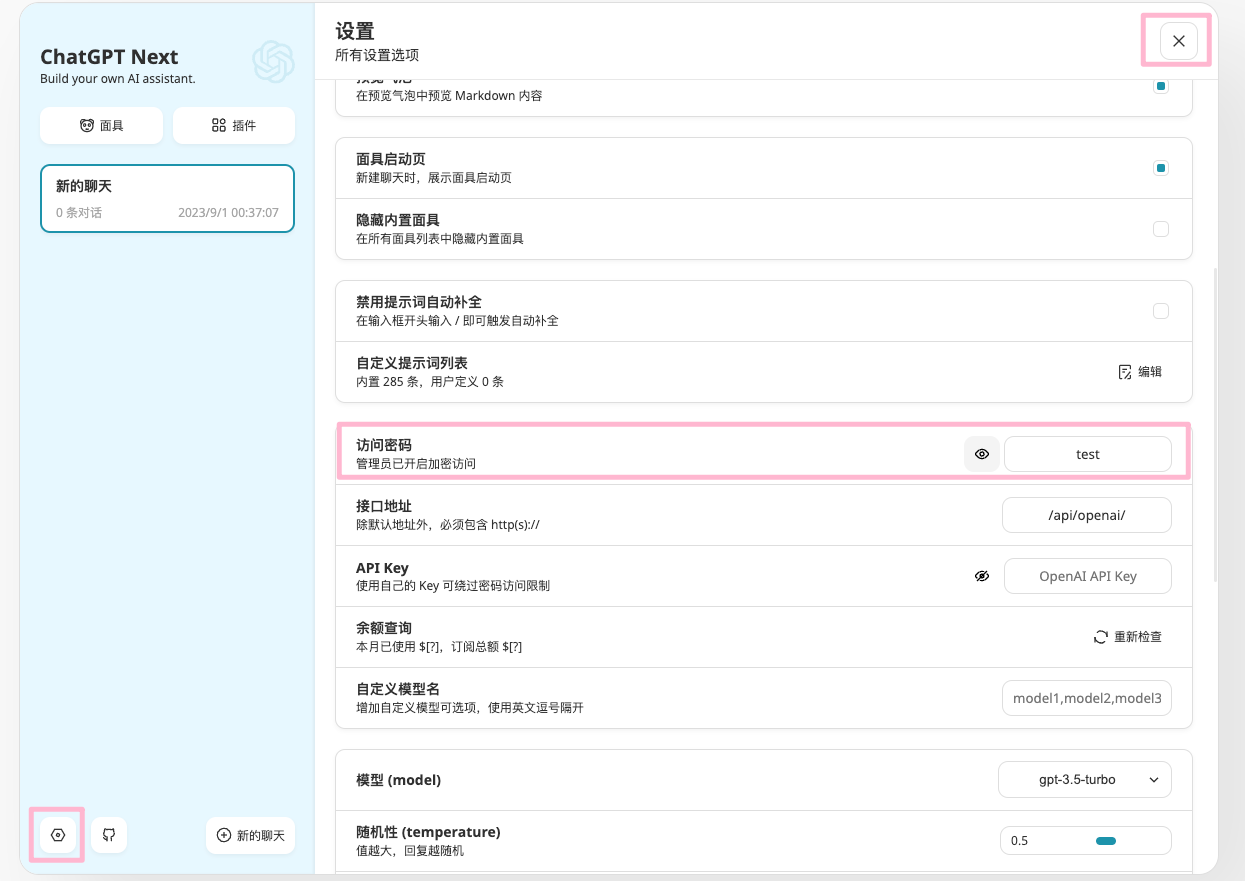 ChatGPT Next
Build your own AI assistant.
面具
插件
新的聊天
0 条对话
2023/9/1 00:37:07
新的聊天
设置
所有设置选项
在预览气泡中预览 Markdown 内容
面具启动页
新建聊天时，展示面具启动页
隐藏内置面具
在所有面具列表中隐藏内置面具
禁用提示词自动补全
在输入框开头输入 / 即可触发自动补全
自定义提示词列表
内置 285 条，用户定义 0 条
编辑
访问密码
管理员已开启加密访问
test
接口地址
除默认地址外，必须包含 http(s)://
/api/openai/
API Key
使用自己的 Key 可绕过密码访问限制
OpenAI API Key
余额查询
本月已使用 $[?]，订阅总额 $[?]
重新检查
自定义模型名
增加自定义模型可选项，使用英文逗号隔开
model1,model2,model3
模型 (model)
gpt-3.5-turbo
随机性 (temperature)
值越大，回复越随机
0.5